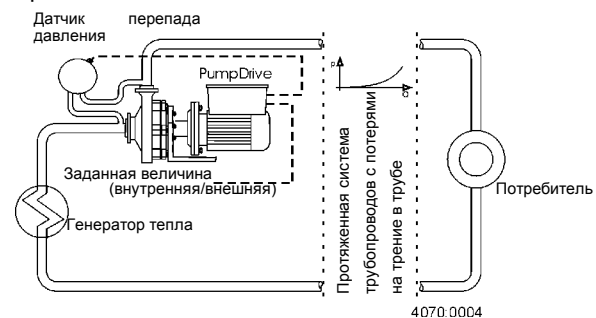 Датчик перепада
давления
PumpDrive
p
Q
Заданная величина
(внутренняя/внешняя)
Генератор тепла
Протяженная система
трубопроводов с потерями
на трение в трубе
Потребитель
4070:0004